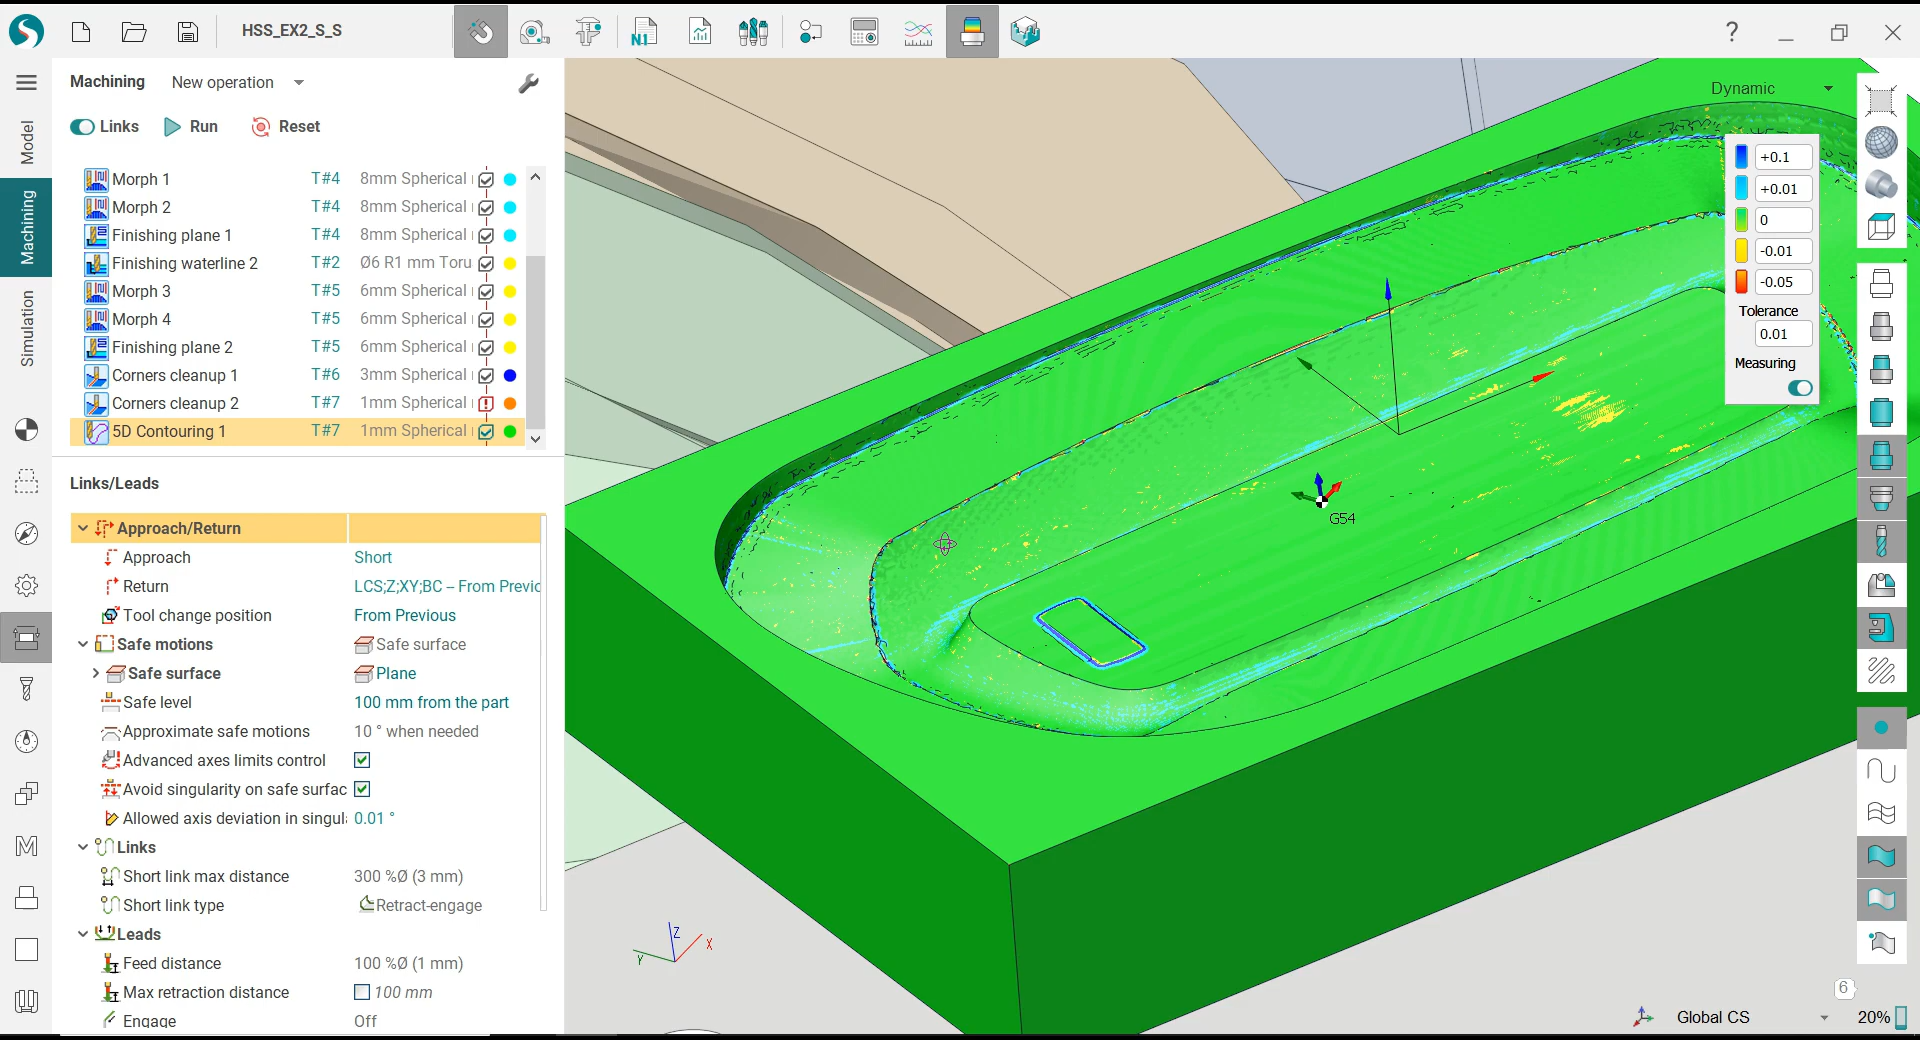 HSS_EX2_S_S
N1
?
Machining
New operation
Links
Run
Reset
Model
Machining
Simulation
Morph 1 T#4 8mm Spherical
Morph 2 T#4 8mm Spherical
Finishing plane 1 T#4 8mm Spherical
Finishing waterline 2 T#2 Ø6 R1 mm Toru
Morph 3 T#5 6mm Spherical
Morph 4 T#5 6mm Spherical
Finishing plane 2 T#5 6mm Spherical
Corners cleanup 1 T#6 3mm Spherical
Corners cleanup 2 T#7 1mm Spherical
5D Contouring 1 T#7 1mm Spherical
Links/Leads
Approach/Return
Approach Short
Return LCS;Z;XY;BC – From Previc
Tool change position From Previous
Safe motions Safe surface
Safe surface Plane
Safe level 100 mm from the part
Approximate safe motions 10 ° when needed
Advanced axes limits control
Avoid singularity on safe surfac
Allowed axis deviation in singul 0.01 °
Links
Short link max distance 300 %Ø (3 mm)
Short link type Retract-engage
Leads
Feed distance 100 %Ø (1 mm)
Max retraction distance 100 mm
Engage Off
Dynamic
+0.1
+0.01
0
-0.01
-0.05
Tolerance
0.01
Measuring
G54
Z
X
Y
M
6
Global CS
20%